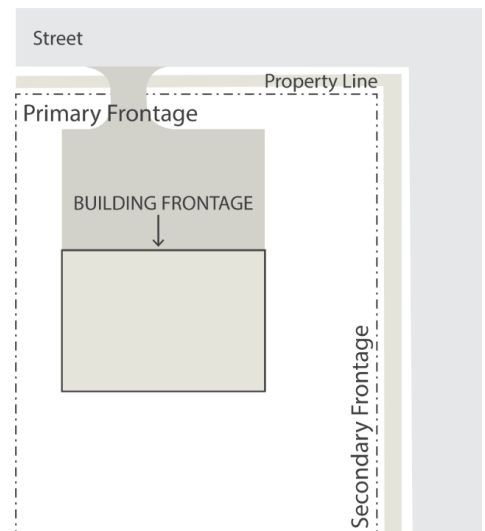 Street
Property Line
Primary Frontage
BUILDING FRONTAGE
Secondary Frontage